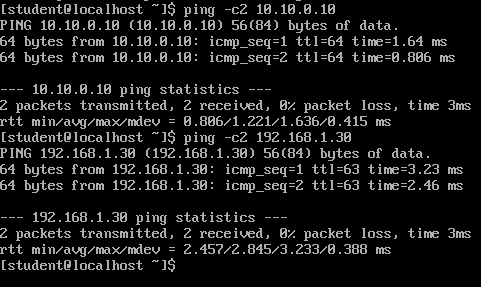 [student@localhost ~]$ ping -c2 10.10.0.10
PING 10.10.0.10 (10.10.0.10) 56(84) bytes of data.
64 bytes from 10.10.0.10: icmp_seq=1 ttl=64 time=1.64 ms
64 bytes from 10.10.0.10: icmp_seq=2 ttl=64 time=0.806 ms

--- 10.10.0.10 ping statistics ---
2 packets transmitted, 2 received, 0% packet loss, time 3ms
rtt min/avg/max/mdev = 0.806/1.221/1.636/0.415 ms
[student@localhost ~]$ ping -c2 192.168.1.30
PING 192.168.1.30 (192.168.1.30) 56(84) bytes of data.
64 bytes from 192.168.1.30: icmp_seq=1 ttl=63 time=3.23 ms
64 bytes from 192.168.1.30: icmp_seq=2 ttl=63 time=2.46 ms

--- 192.168.1.30 ping statistics ---
2 packets transmitted, 2 received, 0% packet loss, time 3ms
rtt min/avg/max/mdev = 2.457/2.845/3.233/0.388 ms
[student@localhost ~]$